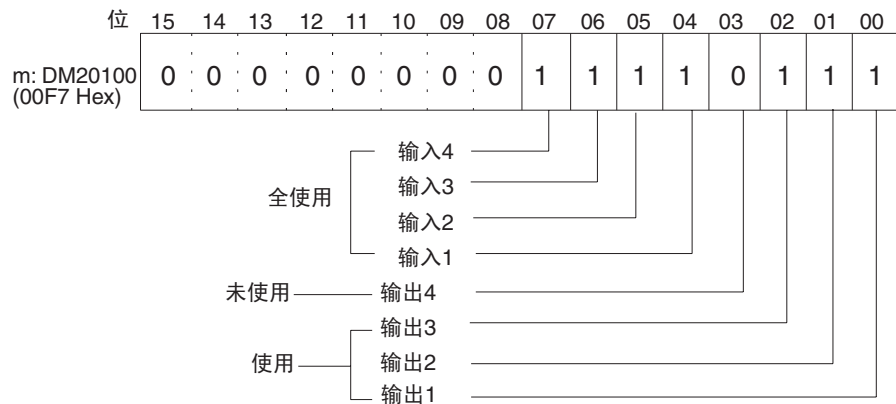 位 15 14 13 12 11 10 09 08 07 06 05 04 03 02 01 00
m: DM20100 0 0 0 0 0 0 0 0 1 1 1 1 0 1 1 1
(00F7 Hex)
输入4
输入3
全使用
输入2
输入1
未使用 输出4
输出3
使用 输出2
输出1